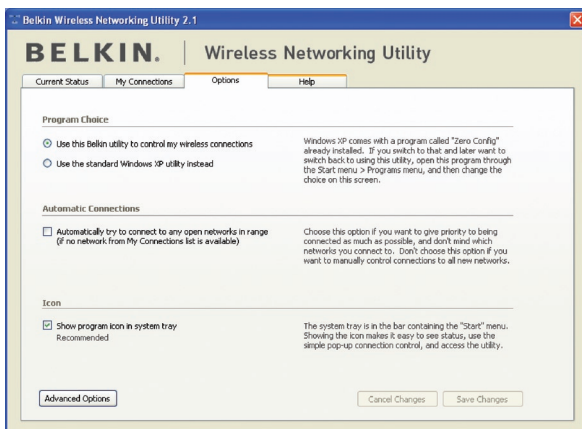 Belkin Wireless Networking Utility 2.1
BELKIN. Wireless Networking Utility
Current Status My Connections Options Help
Program Choice
Use this Belkin utility to control my wireless connections
Use the standard Windows XP utility instead
Windows XP comes with a program called "Zero Config"
already installed. If you switch to that and later want to
switch back to using this utility, open this program through
the Start menu > Programs menu, and then change the
choice on this screen.
Automatic Connections
Automatically try to connect to any open networks in range
(if no network from My Connections list is available)
Choose this option if you want to give priority to being
connected as much as possible, and don't mind which
networks you connect to. Don't choose this option if you
want to manually control connections to all new networks.
Icon
Show program icon in system tray
Recommended
The system tray is in the bar containing the "Start" menu.
Showing the icon makes it easy to see status, use the
simple pop-up connection control, and access the utility.
Advanced Options Cancel Changes Save Changes